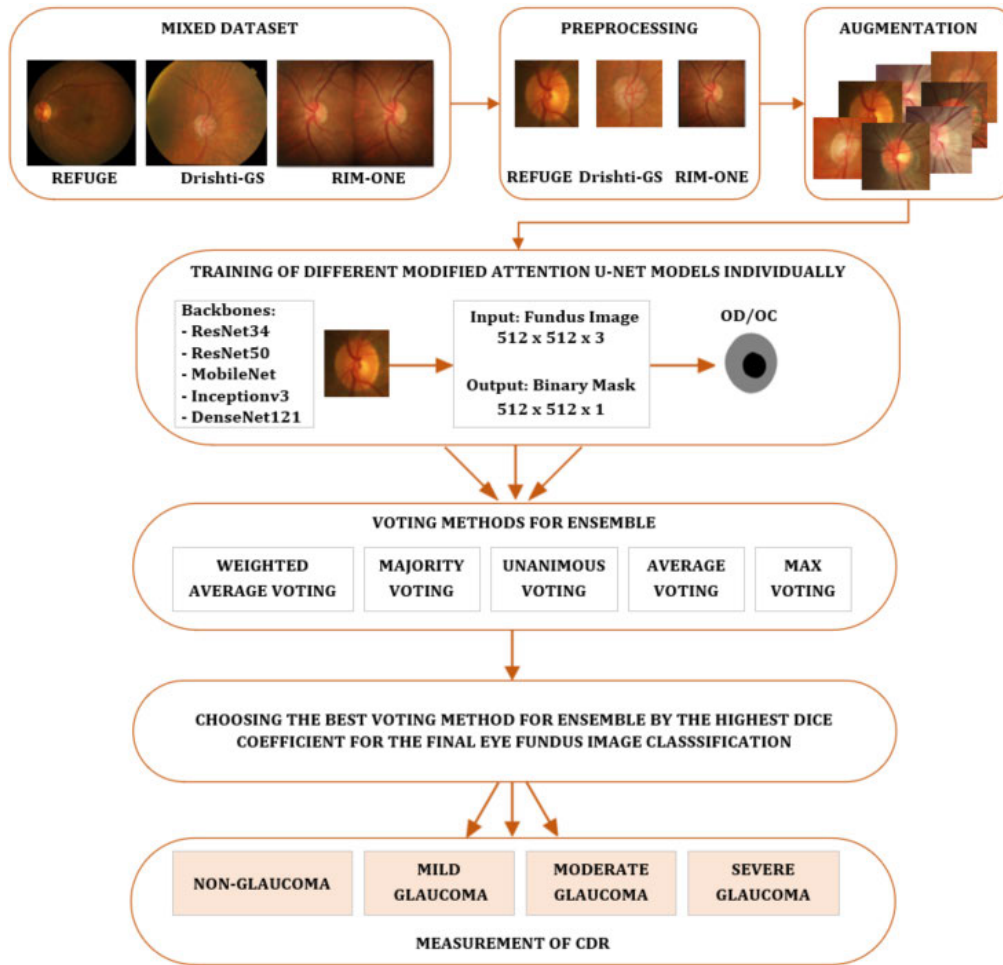 MIXED DATASET
REFUGE
Drishti-GS
RIM-ONE
PREPROCESSING
REFUGE
Drishti-GS
RIM-ONE
AUGMENTATION
TRAINING OF DIFFERENT MODIFIED ATTENTION U-NET MODELS INDIVIDUALLY
Backbones:
- ResNet34
- ResNet50
- MobileNet
- Inceptionv3
- DenseNet121
Input: Fundus Image
512 x 512 x 3
Output: Binary Mask
512 x 512 x 1
OD/OC
VOTING METHODS FOR ENSEMBLE
WEIGHTED
AVERAGE VOTING
MAJORITY
VOTING
UNANIMOUS
VOTING
AVERAGE
VOTING
MAX
VOTING
CHOOSING THE BEST VOTING METHOD FOR ENSEMBLE BY THE HIGHEST DICE
COEFFICIENT FOR THE FINAL EYE FUNDUS IMAGE CLASSSIFICATION
NON-GLAUCOMA
MILD
GLAUCOMA
MODERATE
GLAUCOMA
SEVERE
GLAUCOMA
MEASUREMENT OF CDR